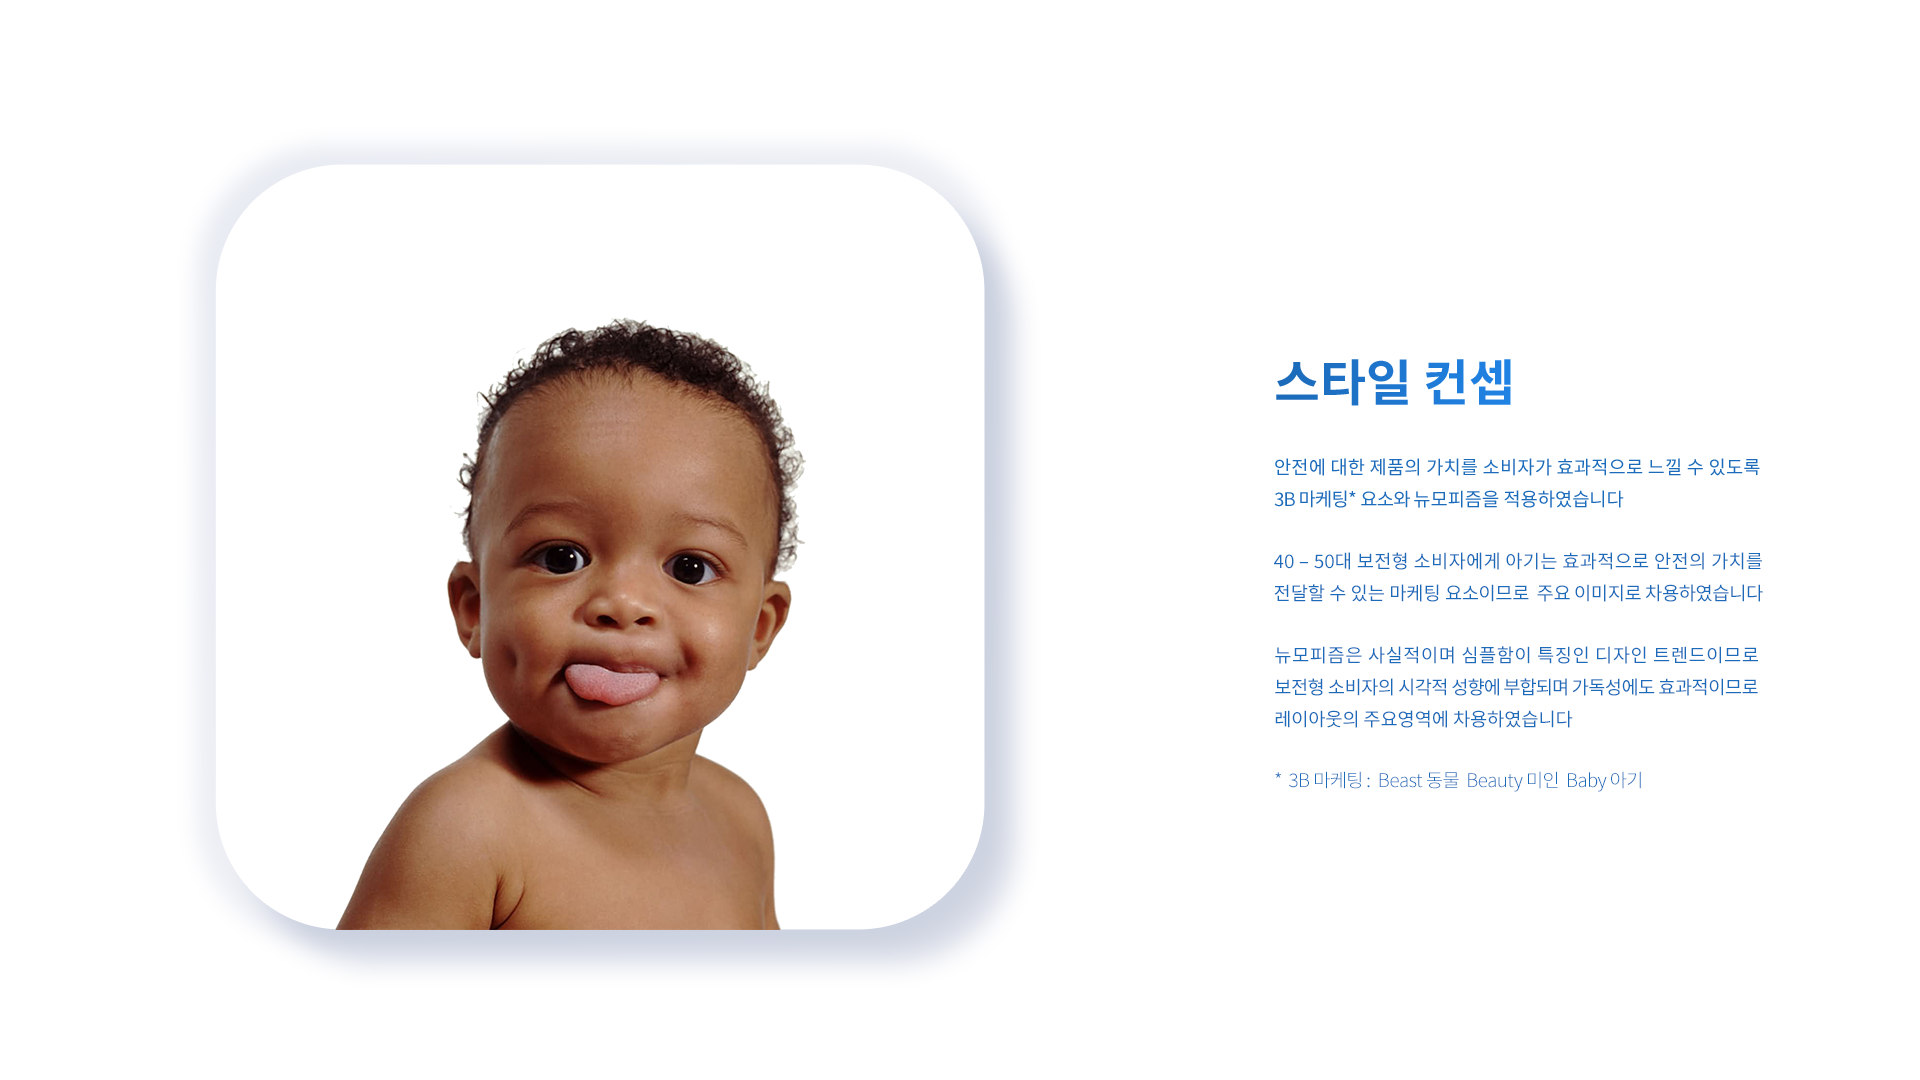 스타일 컨셉
안전에 대한 제품의 가치를 소비자가 효과적으로 느낄 수 있도록
3B 마케팅* 요소와 뉴모피즘을 적용하였습니다
40 – 50대 보전형 소비자에게 아기는 효과적으로 안전의 가치를
전달할 수 있는 마케팅 요소이므로 주요 이미지로 차용하였습니다
뉴모피즘은 사실적이며 심플함이 특징인 디자인 트렌드이므로
보전형 소비자의 시각적 성향에 부합되며 가독성에도 효과적이므로
레이아웃의 주요영역에 차용하였습니다
* 3B 마케팅 : Beast 동물 Beauty 미인 Baby 아기